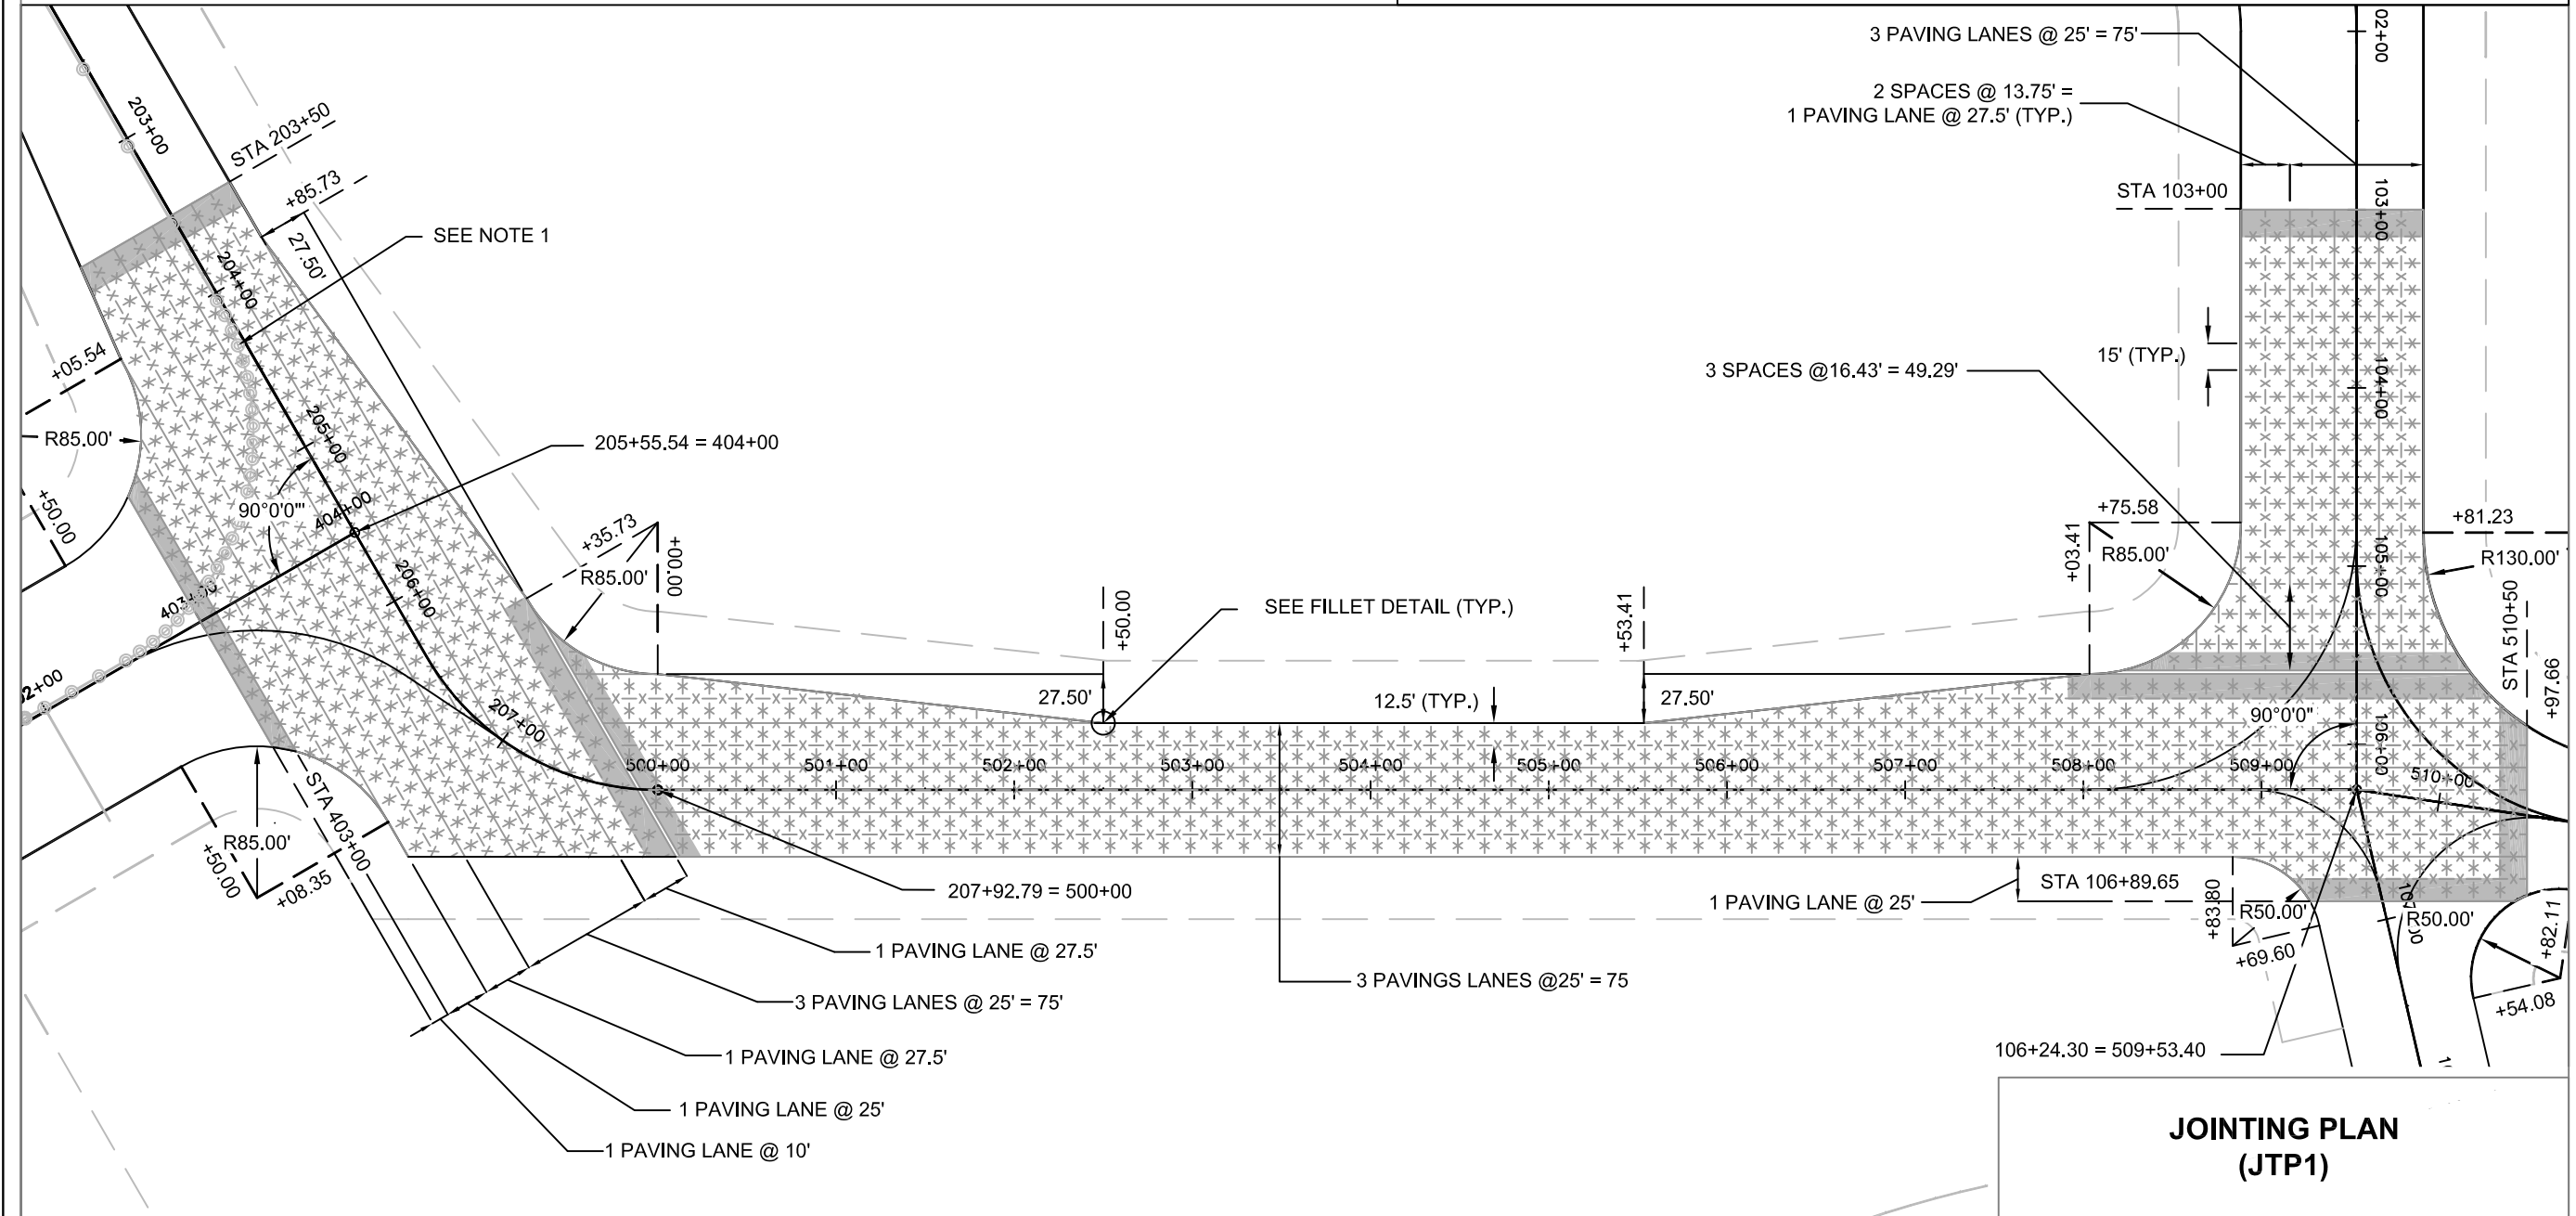 3 PAVING LANES @ 25' = 75'
02+00
2 SPACES @ 13.75' =
1 PAVING LANE @ 27.5' (TYP.)
203+00
STA 203+50
+85.73
27.50'
SEE NOTE 1
STA 103+00
103+00
204+00
+05.54
15' (TYP.)
3 SPACES @16.43' = 49.29'
104+00
R85.00'
205+00
205+55.54 = 404+00
+50.00
90°0'0"'
404+00
+35.73
R85.00'
+00.00
206+00
403+00
+50.00
SEE FILLET DETAIL (TYP.)
+53.41
+03.41
+75.58
R85.00'
105+00
+81.23
R130.00'
STA 510+50
+97.66
27.50'
12.5' (TYP.)
27.50'
2+00
207+00
500+00
501+00
502+00
503+00
504+00
505+00
506+00
507+00
508+00
509+00
90°0'0"
106+00
510+00
R85.00'
STA 403+00
+50.00
+08.35
207+92.79 = 500+00
1 PAVING LANE @ 25'
STA 106+89.65
+83.80
R50.00'
+69.60
R50.00'
+82.11
+54.08
1 PAVING LANE @ 27.5'
3 PAVINGS LANES @25' = 75
3 PAVING LANES @ 25' = 75'
106+24.30 = 509+53.40
1 PAVING LANE @ 27.5'
1 PAVING LANE @ 25'
1 PAVING LANE @ 10'
JOINTING PLAN
(JTP1)